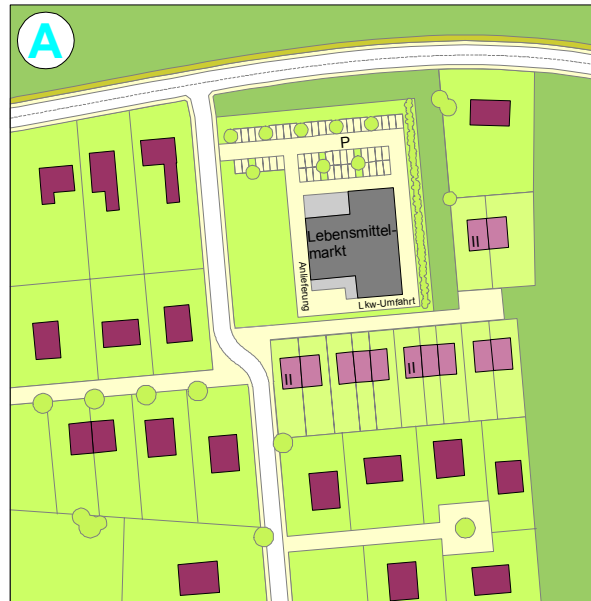 A
P
Lebensmittel-
markt
Anlieferung
Lkw-Umfahrt
II
II
II